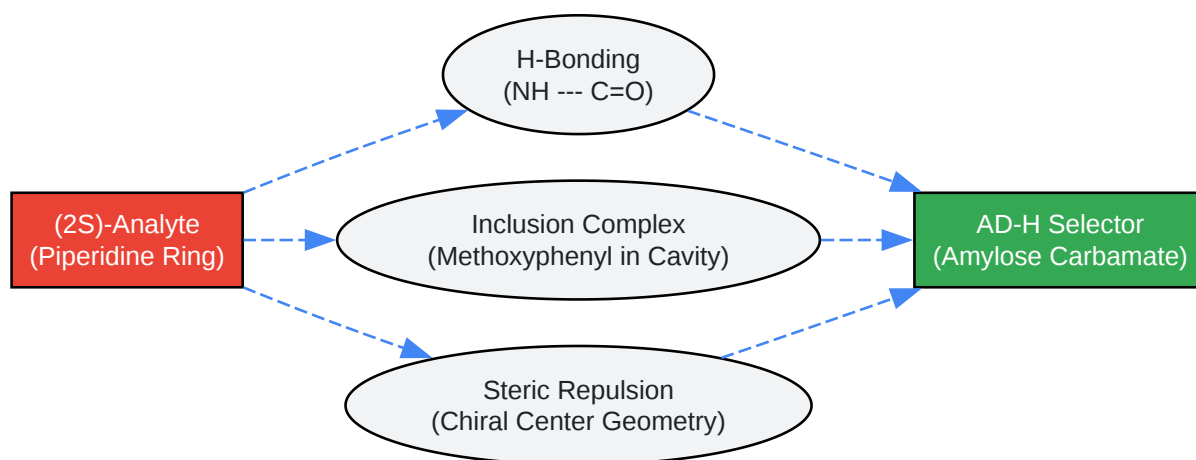 H-Bonding
(NH --- C=O)
(2S)-Analyte
(Piperidine Ring)
Inclusion Complex
(Methoxyphenyl in Cavity)
AD-H Selector
(Amylose Carbamate)
Steric Repulsion
(Chiral Center Geometry)